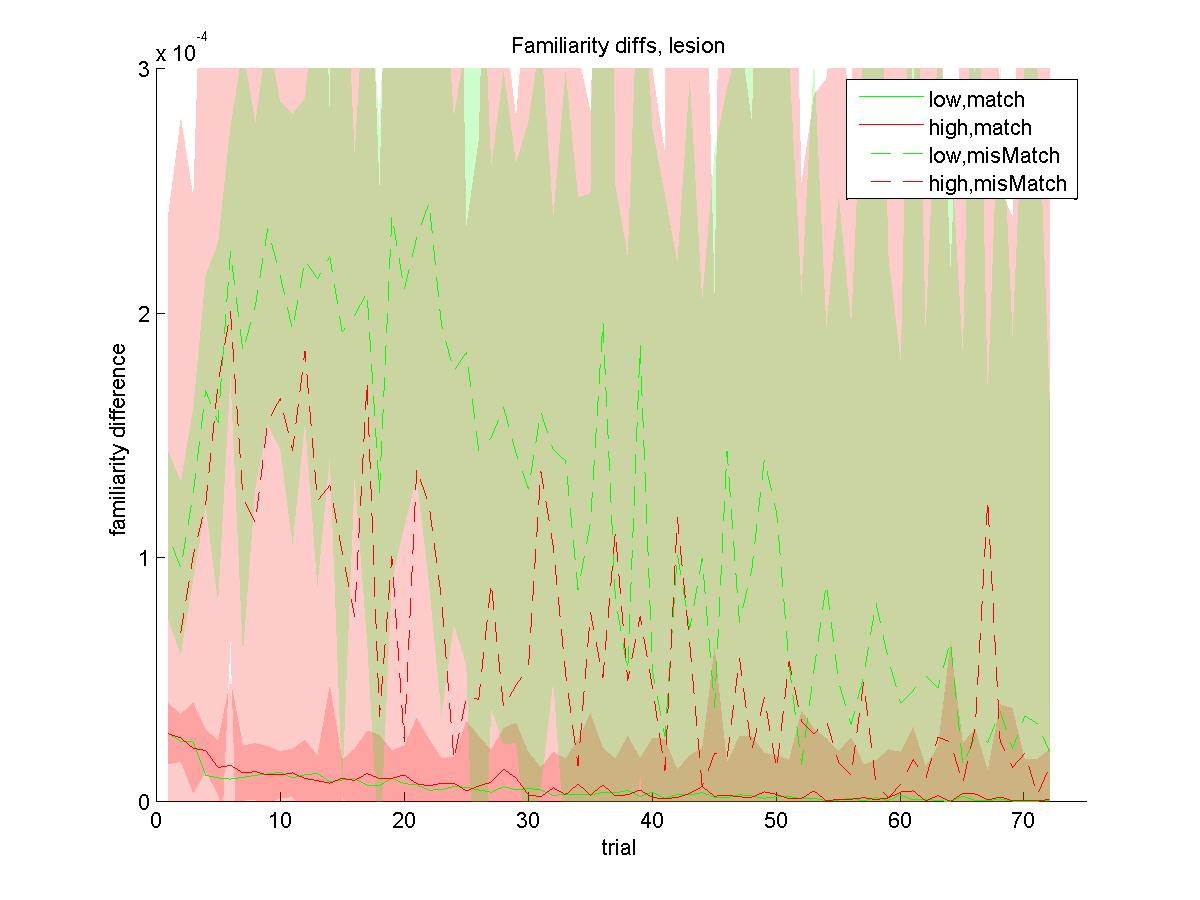 Familiarity diffs, lesion
x 10^-4
3
2
1
0
familiarity difference
low,match
high,match
low,misMatch
high,misMatch
0 10 20 30 40 50 60 70
trial